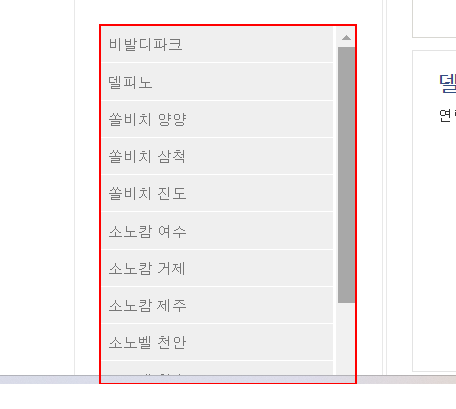 비발디파크
델피노
쏠비치 양양
쏠비치 삼척
쏠비치 진도
소노캄 여수
소노캄 거제
소노캄 제주
소노벨 천안
델